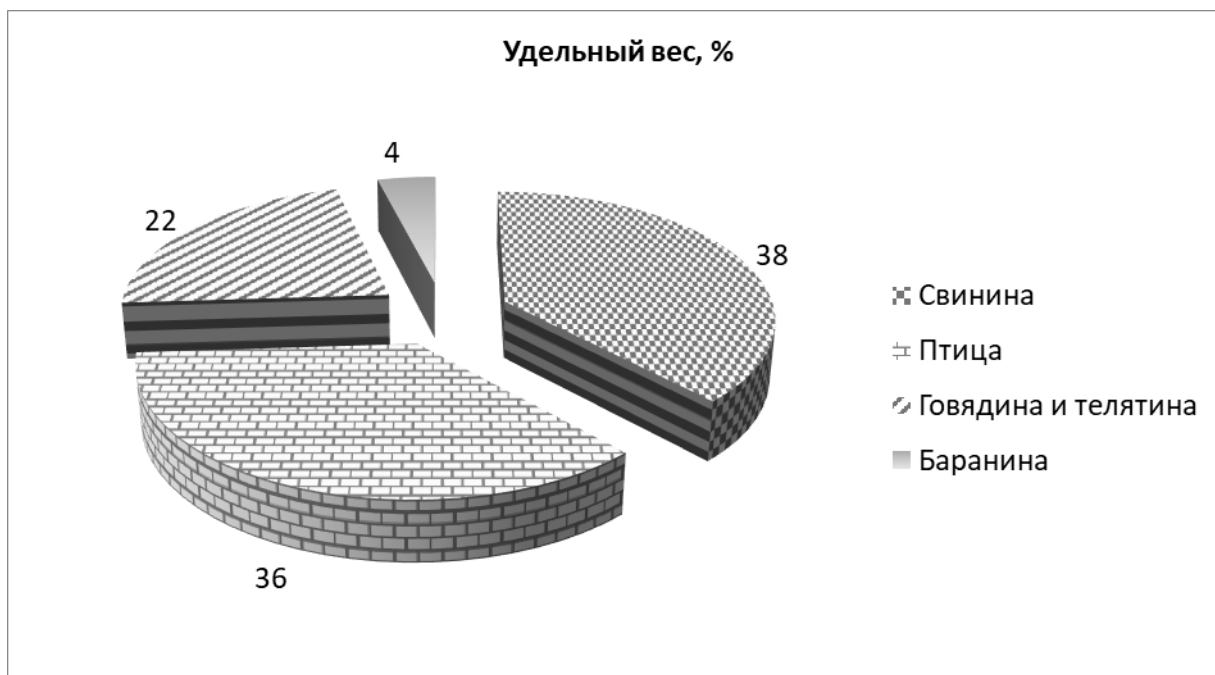 Удельный вес, %
4
22
38
36
Свинина
Птица
Говядина и телятина
Баранина